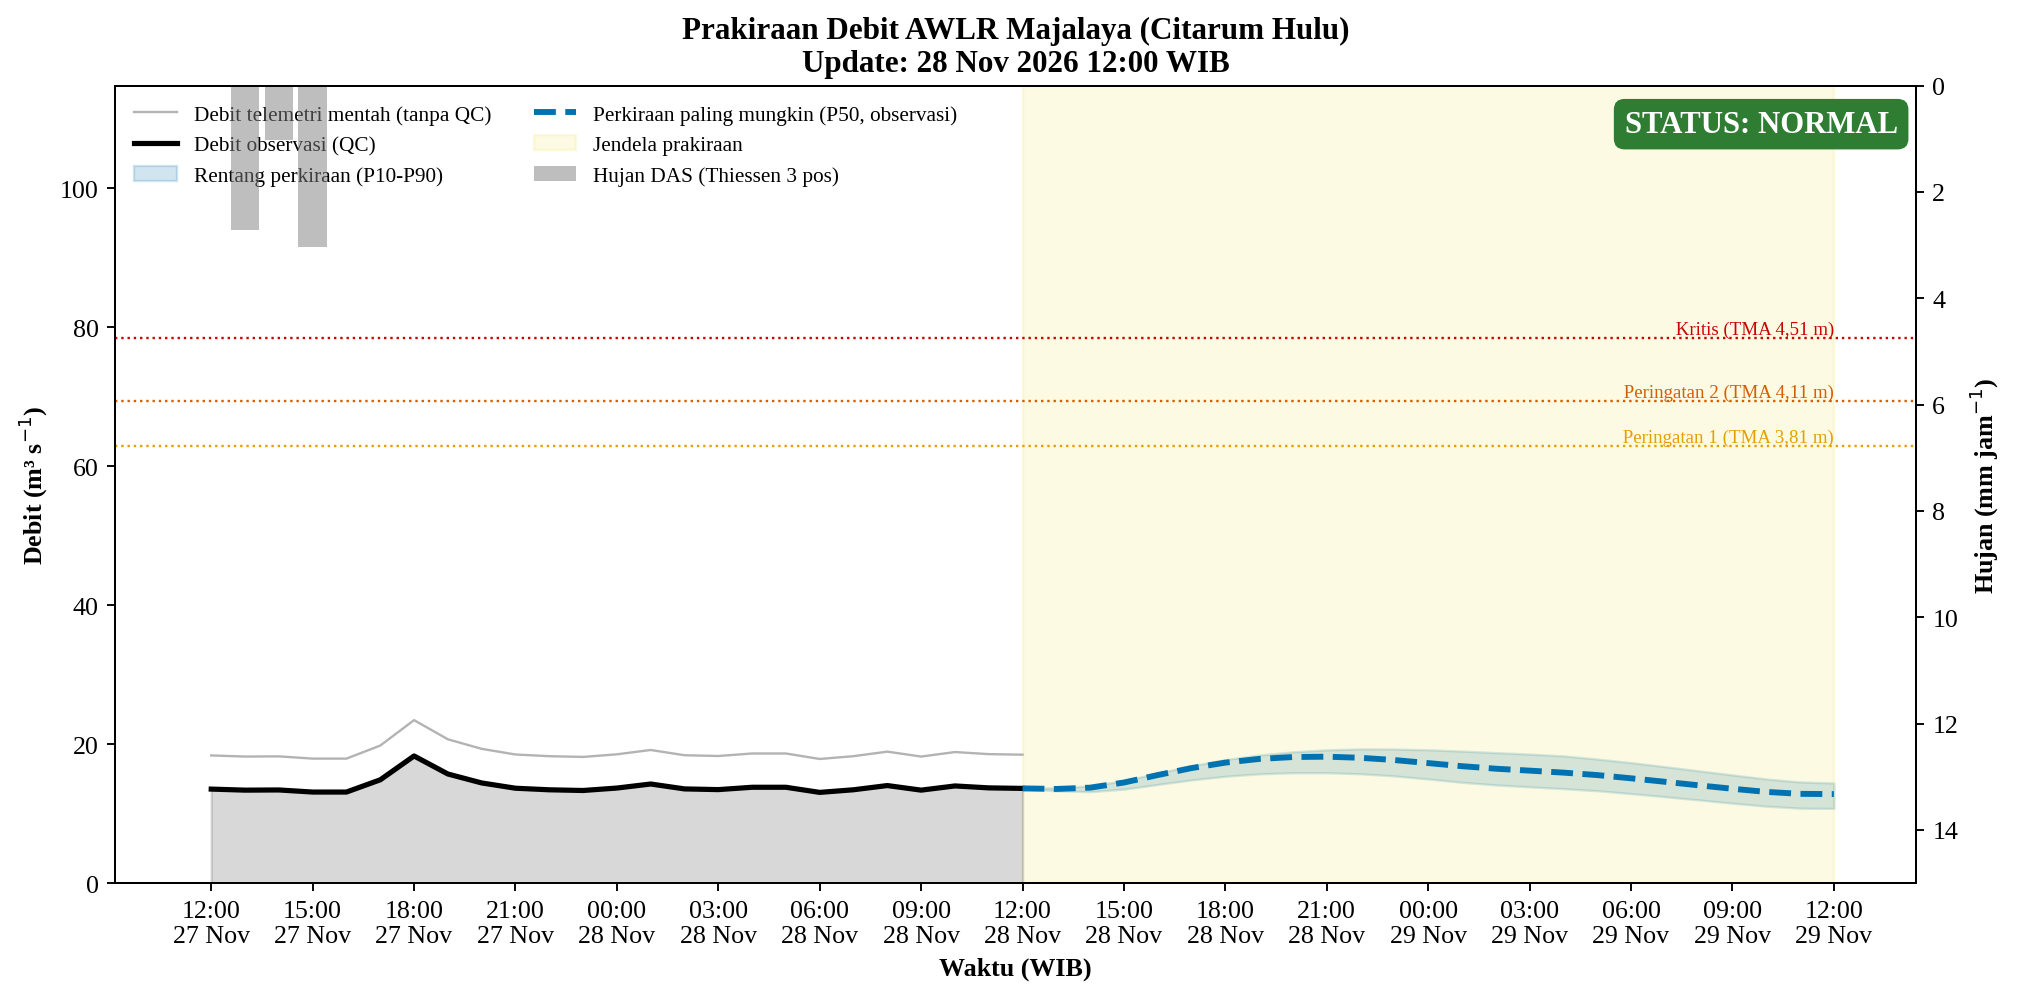 Prakiraan Debit AWLR Majalaya (Citarum Hulu)
Update: 28 Nov 2026 12:00 WIB
Debit telemetri mentah (tanpa QC)
Debit observasi (QC)
Rentang perkiraan (P10-P90)
Perkiraan paling mungkin (P50, observasi)
Jendela prakiraan
Hujan DAS (Thiessen 3 pos)
STATUS: NORMAL
Kritis (TMA 4,51 m)
Peringatan 2 (TMA 4,11 m)
Peringatan 1 (TMA 3,81 m)
Debit (m³ s⁻¹)
100
80
60
40
20
0
Hujan (mm jam⁻¹)
0
2
4
6
8
10
12
14
12:00 15:00 18:00 21:00 00:00 03:00 06:00 09:00 12:00 15:00 18:00 21:00 00:00 03:00 06:00 09:00 12:00
27 Nov 27 Nov 27 Nov 27 Nov 28 Nov 28 Nov 28 Nov 28 Nov 28 Nov 28 Nov 28 Nov 28 Nov 29 Nov 29 Nov 29 Nov 29 Nov 29 Nov
Waktu (WIB)